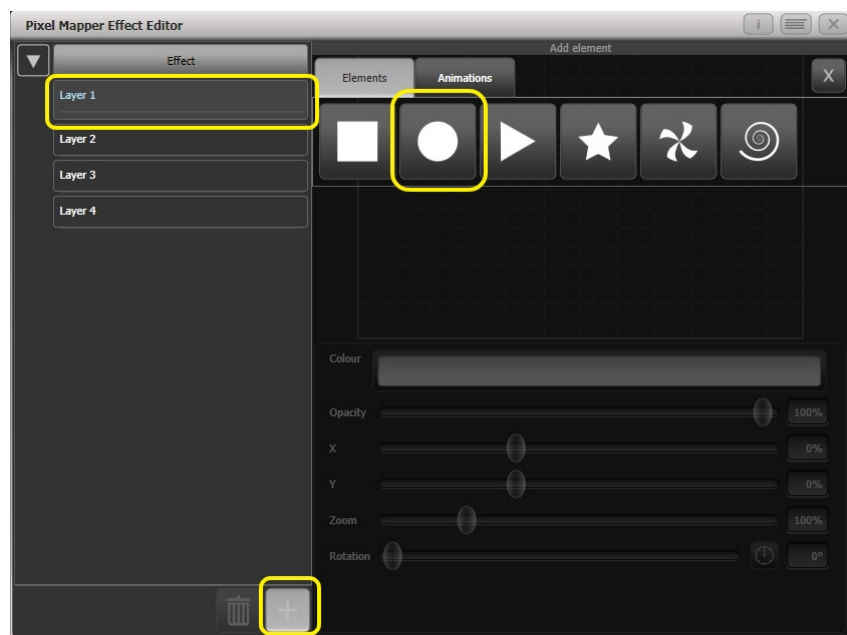 Pixel Mapper Effect Editor
i
X
Effect
Add element
Elements
Animations
X
Layer 1
Layer 2
Layer 3
Layer 4
Colour
Opacity 100%
X 0%
Y 0%
Zoom 100%
Rotation 0°
+